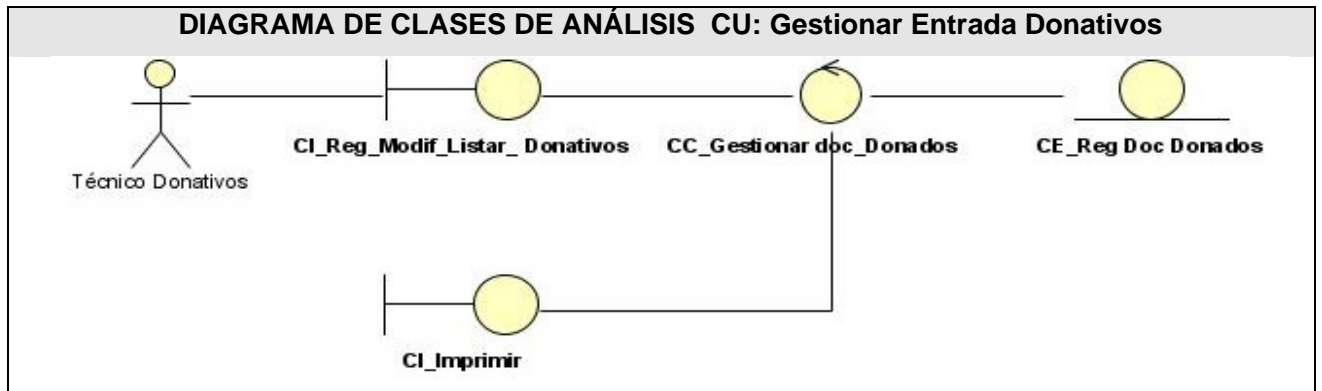 DIAGRAMA DE CLASES DE ANÁLISIS CU: Gestionar Entrada Donativos
CI_Reg_Modif_Listar_ Donativos
CC_Gestionar doc_Donados
CE_Reg Doc Donados
Técnico Donativos
CI_Imprimir